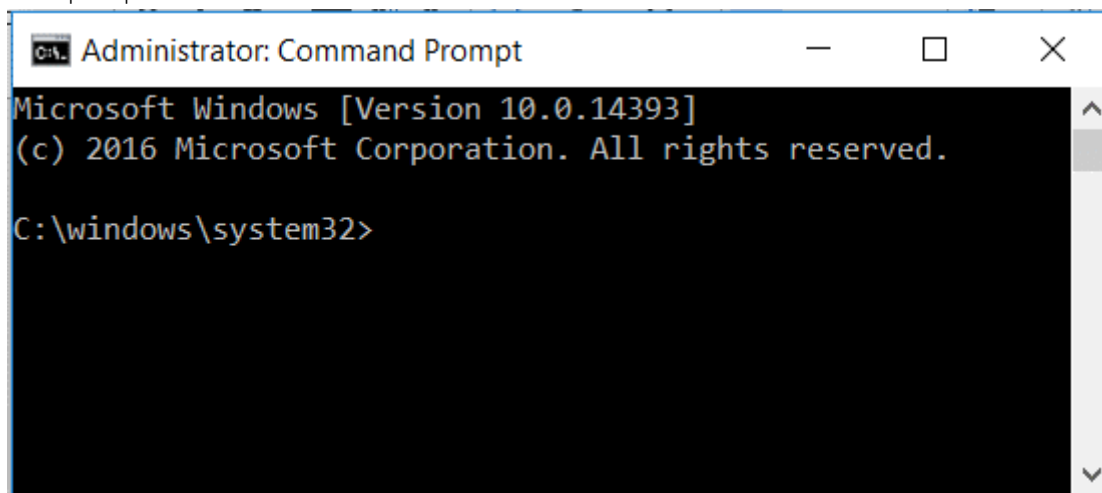 Administrator: Command Prompt
Microsoft Windows [Version 10.0.14393]
(c) 2016 Microsoft Corporation. All rights reserved.
C:\windows\system32>